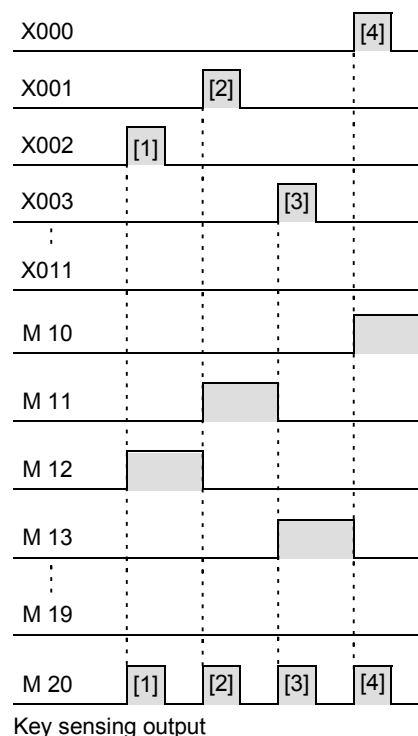 X000 [4]
X001 [2]
X002 [1]
X003 [3]
X011
M 10
M 11
M 12
M 13
M 19
M 20 [1] [2] [3] [4]
Key sensing output